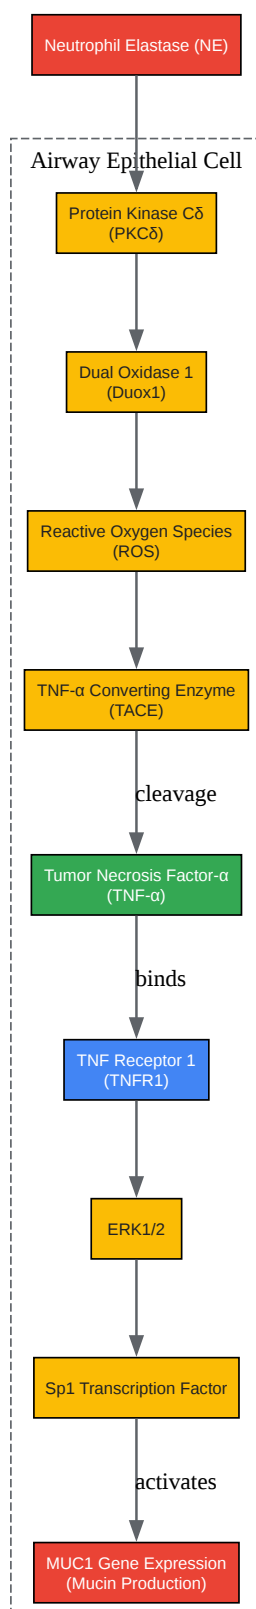 Neutrophil Elastase (NE)
Airway Epithelial Cell
Protein Kinase Cδ
(PKCδ)
Dual Oxidase 1
(Duox1)
Reactive Oxygen Species
(ROS)
TNF-α Converting Enzyme
(TACE)
cleavage
Tumor Necrosis Factor-α
(TNF-α)
binds
TNF Receptor 1
(TNFR1)
ERK1/2
Sp1 Transcription Factor
activates
MUC1 Gene Expression
(Mucin Production)